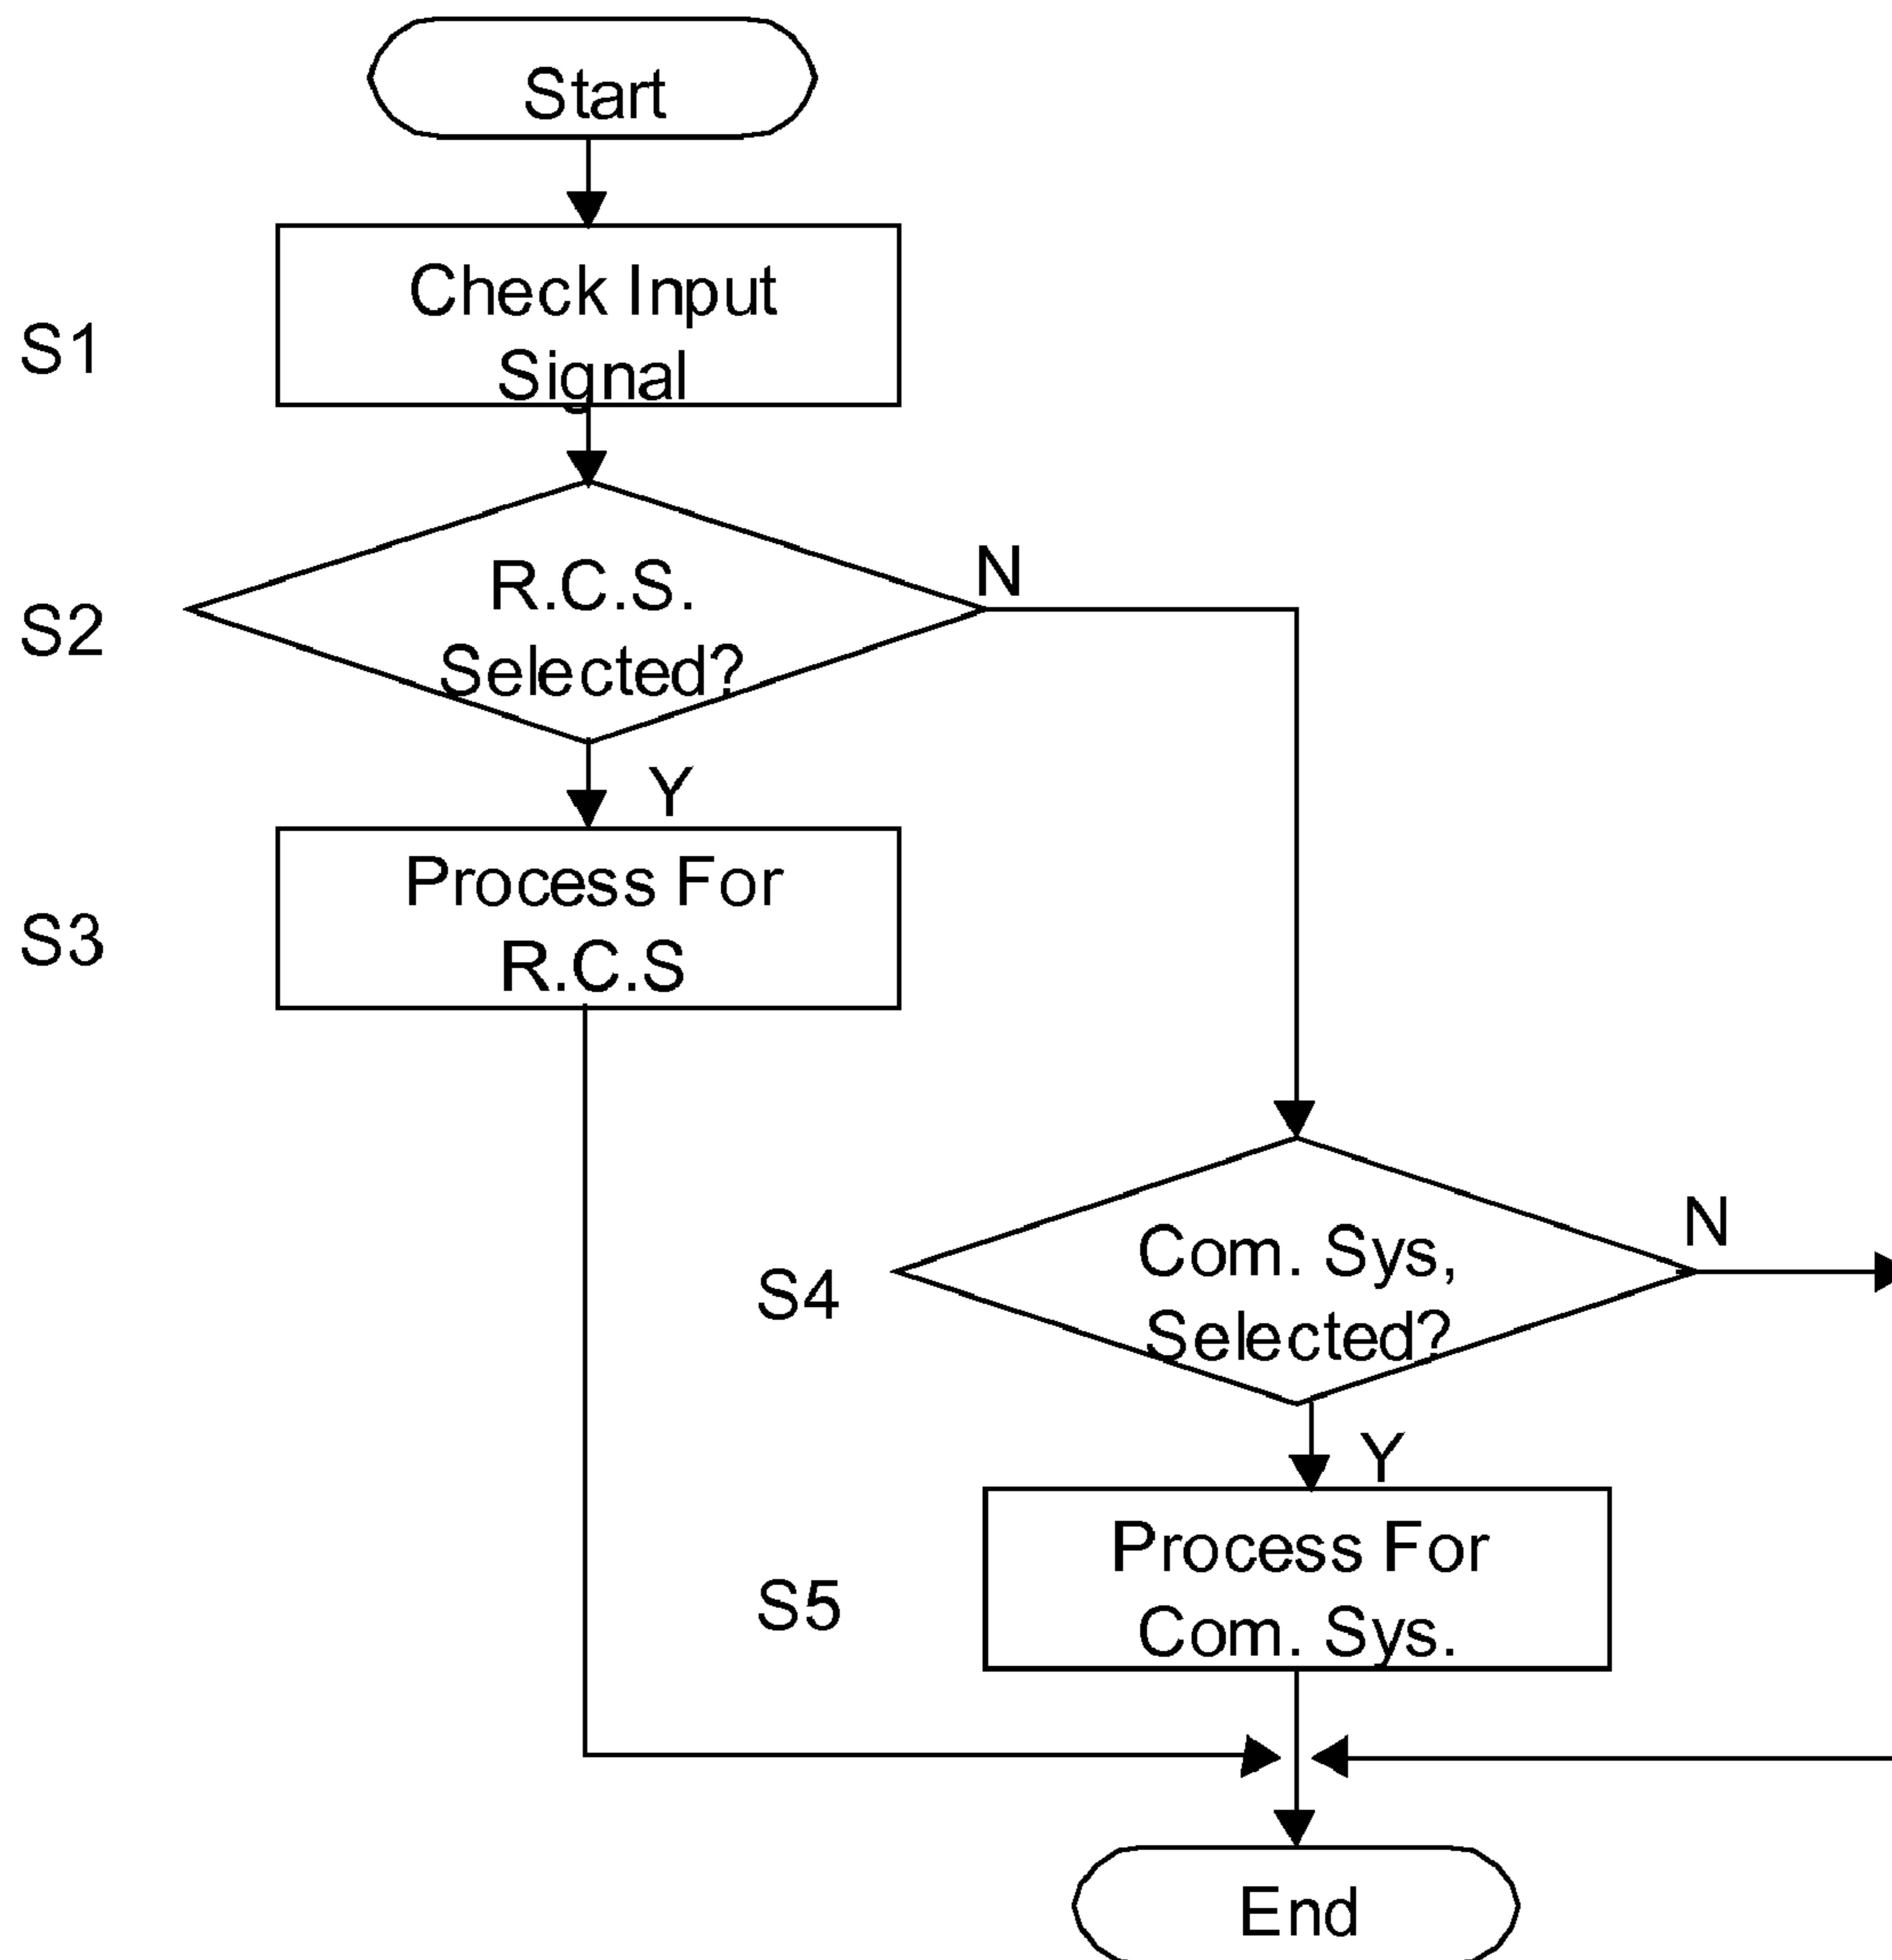 Start
S1
Check Input
Signal
S2
R.C.S.
Selected?
N
Y
S3
Process For
R.C.S
S4
Com. Sys,
Selected?
N
Y
S5
Process For
Com. Sys.
End